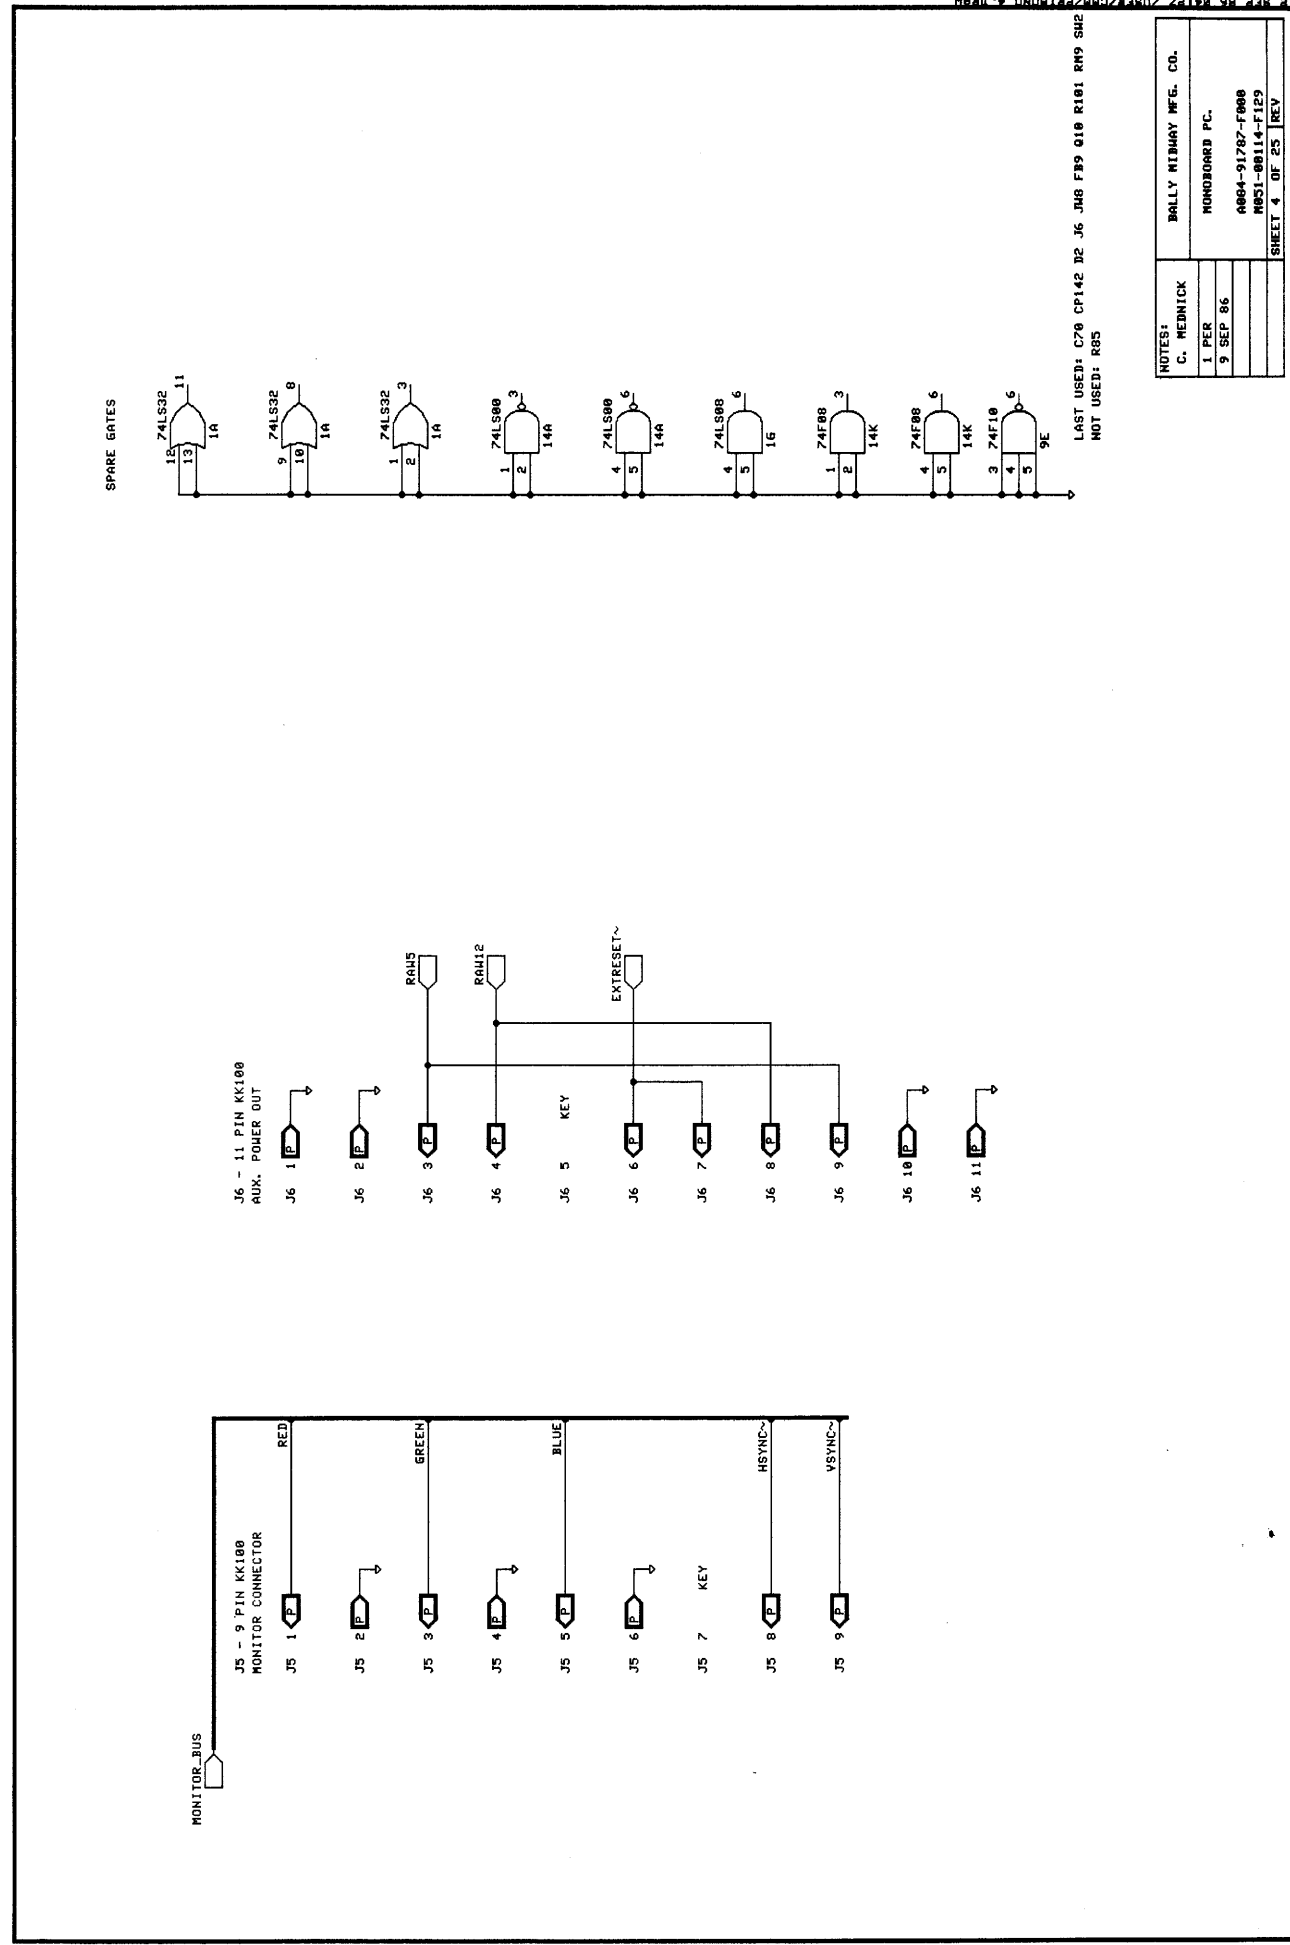 MONITOR_BUS
J5 - 9 PIN KK100
MONITOR CONNECTOR
J5 1 P RED
J5 2 P
J5 3 P GREEN
J5 4 P
J5 5 P BLUE
J5 6 P
J5 7 KEY
J5 8 P HSYNC~
J5 9 P VSYNC~
J6 - 11 PIN KK100
AUX. POWER OUT
J6 1 P
J6 2 P
J6 3 P RAW5
J6 4 P RAW12
J6 5 KEY
J6 6 P EXTRESET~
J6 7 P
J6 8 P
J6 9 P
J6 10 P
J6 11 P
SPARE GATES
12 13 74LS32 11 1A
9 10 74LS32 8 1A
1 2 74LS32 3 1A
1 2 74LS00 3 14A
4 5 74LS00 6 14A
4 5 74LS08 6 1G
1 2 74F08 3 14K
4 5 74F08 6 14K
3 4 5 74F10 6 9E
LAST USED: C70 CP142 D2 J6 JW8 FB9 Q10 R101 RM9 SW2
NOT USED: R85
NOTES:
C. MEDNICK
1 PER
9 SEP 86
BALLY MIDWAY MFG. CO.
MONOBOARD PC.
A084-91787-F000
M051-00114-F129
SHEET 4 OF 25 REV